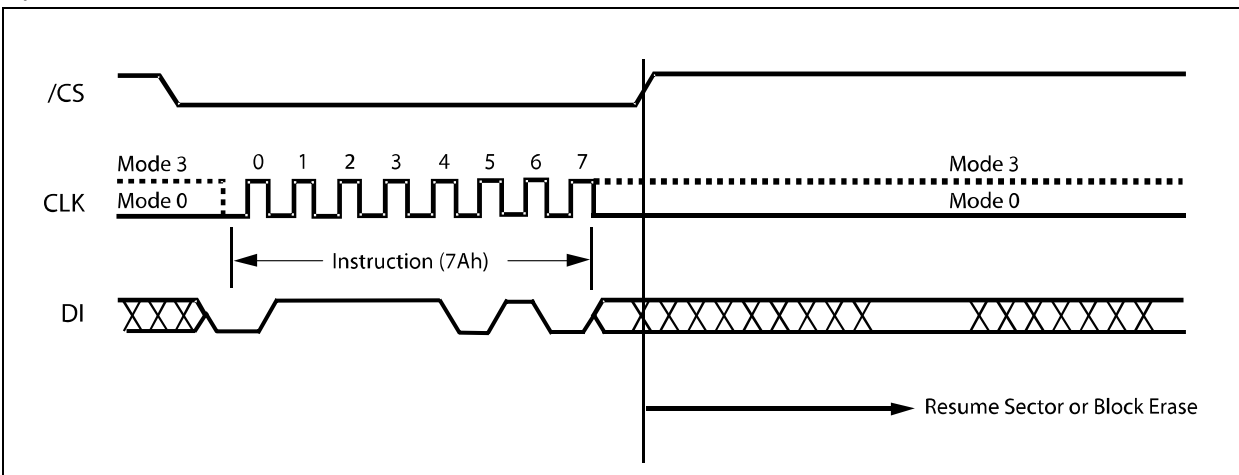 /CS
Mode 3 0 1 2 3 4 5 6 7 Mode 3
CLK Mode 0 Mode 0
Instruction (7Ah)
DI
Resume Sector or Block Erase